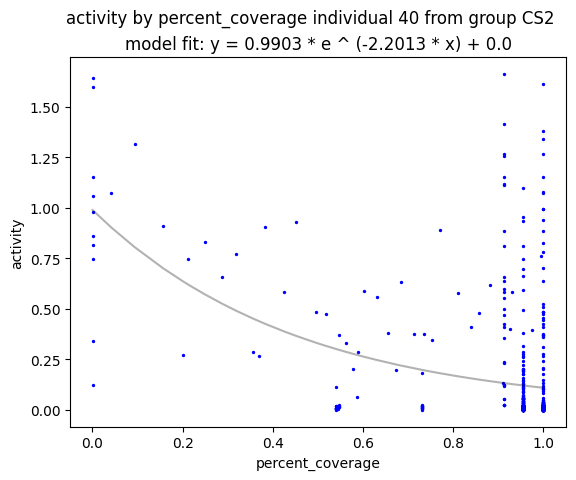 activity by percent_coverage individual 40 from group CS2
model fit: y = 0.9903 * e ^ (-2.2013 * x) + 0.0
1.50
1.25
1.00
0.75
0.50
0.25
0.00
activity
0.0 0.2 0.4 0.6 0.8 1.0
percent_coverage